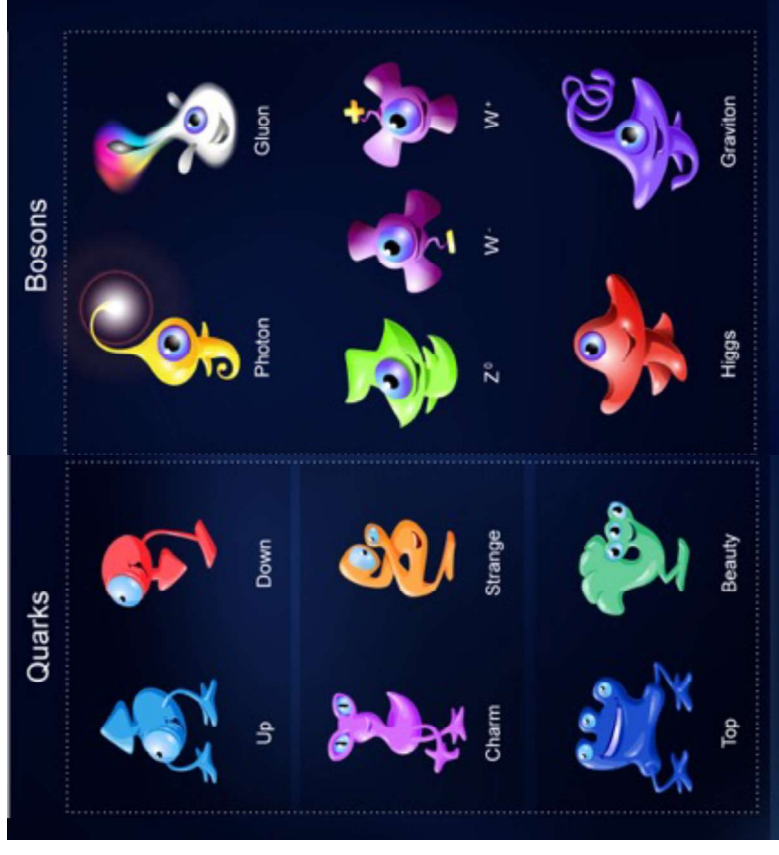 Quarks
Up Down
Charm Strange
Top Beauty
Bosons
Photon Gluon
Z⁰ W⁻ W⁺
Higgs Graviton